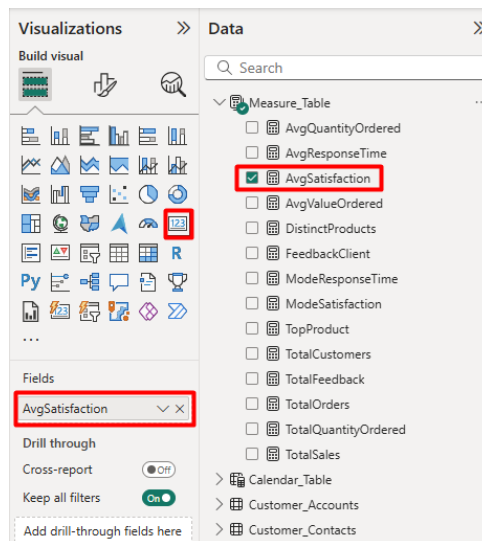 Visualizations
Build visual
123
R
Py
123
...
Fields
AvgSatisfaction
Drill through
Cross-report
Off
Keep all filters
On
Add drill-through fields here
Data
Search
Measure_Table
AvgQuantityOrdered
AvgResponseTime
AvgSatisfaction
AvgValueOrdered
DistinctProducts
FeedbackClient
ModeResponseTime
ModeSatisfaction
TopProduct
TotalCustomers
TotalFeedback
TotalOrders
TotalQuantityOrdered
TotalSales
Calendar_Table
Customer_Accounts
Customer_Contacts